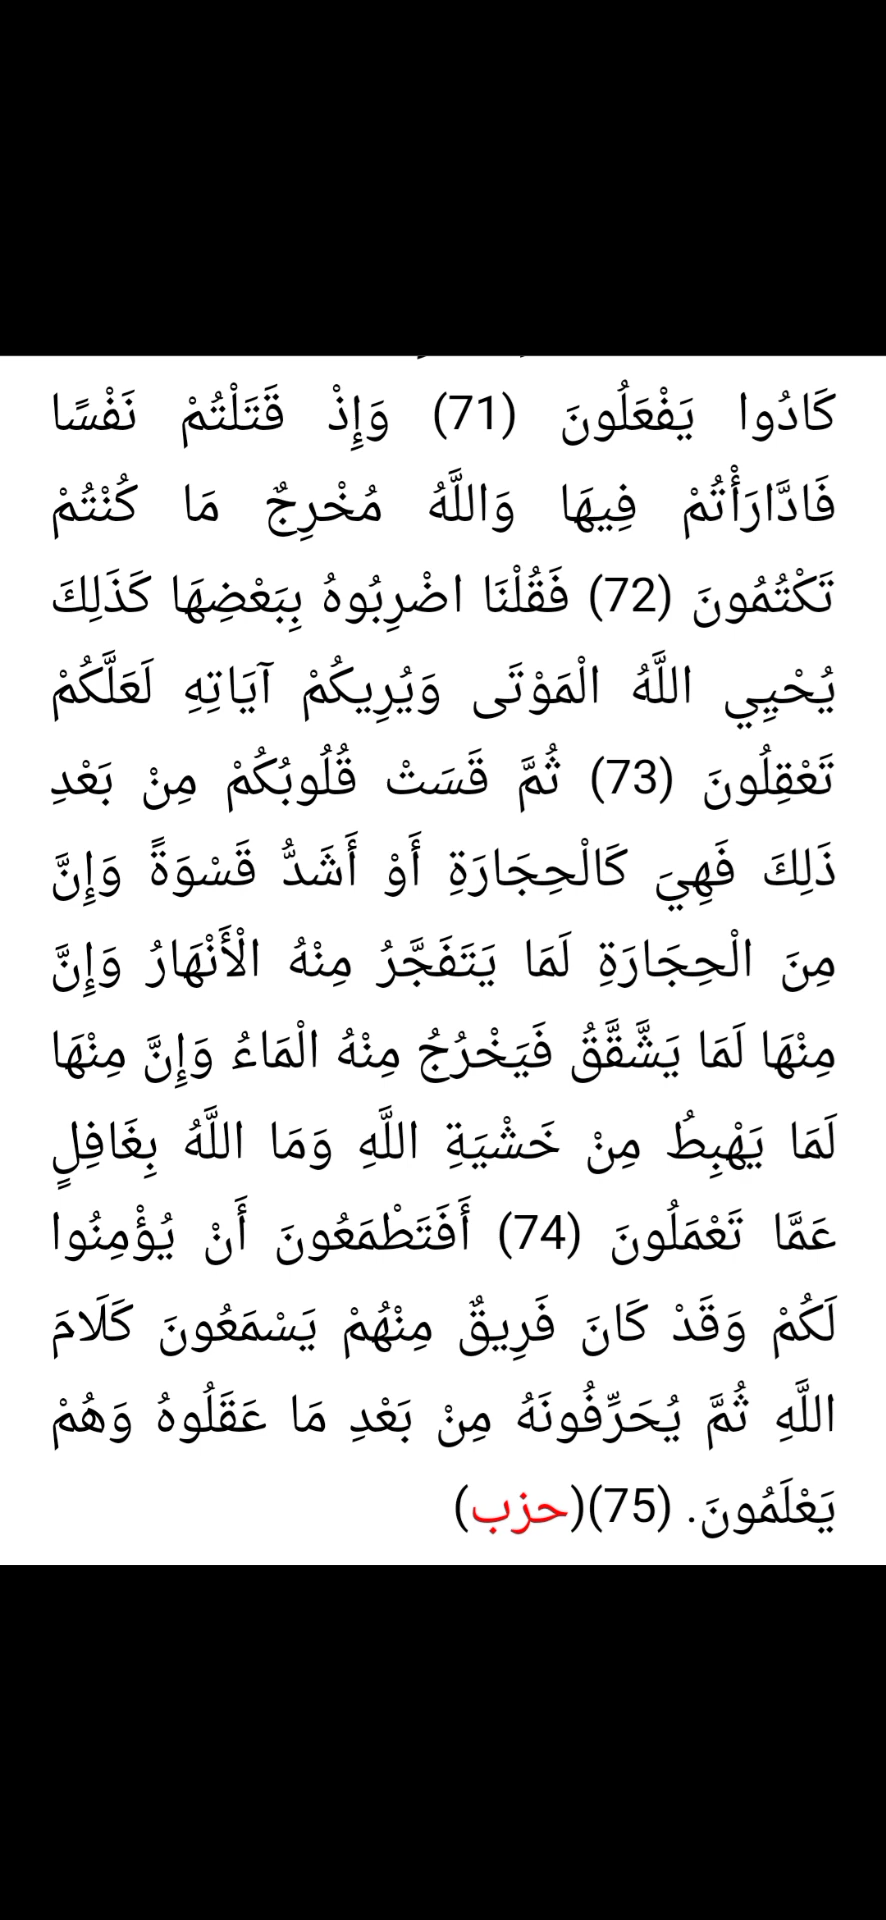 كَادُوا يَفْعَلُونَ (71) وَإِذْ قَتَلْتُمْ نَفْسًا
فَادَّارَأْتُمْ فِيهَا وَاللَّهُ مُخْرِجٌ مَا كُنْتُمْ
تَكْتُمُونَ (72) فَقُلْنَا اضْرِبُوهُ بِبَعْضِهَا كَذَلِكَ
يُحْيِي اللَّهُ الْمَوْتَى وَيُرِيكُمْ آيَاتِهِ لَعَلَّكُمْ
تَعْقِلُونَ (73) ثُمَّ قَسَتْ قُلُوبُكُمْ مِنْ بَعْدِ
ذَلِكَ فَهِيَ كَالْحِجَارَةِ أَوْ أَشَدُّ قَسْوَةً وَإِنَّ
مِنَ الْحِجَارَةِ لَمَا يَتَفَجَّرُ مِنْهُ الْأَنْهَارُ وَإِنَّ
مِنْهَا لَمَا يَشَّقَّقُ فَيَخْرُجُ مِنْهُ الْمَاءُ وَإِنَّ مِنْهَا
لَمَا يَهْبِطُ مِنْ خَشْيَةِ اللَّهِ وَمَا اللَّهُ بِغَافِلٍ
عَمَّا تَعْمَلُونَ (74) أَفَتَطْمَعُونَ أَنْ يُؤْمِنُوا
لَكُمْ وَقَدْ كَانَ فَرِيقٌ مِنْهُمْ يَسْمَعُونَ كَلَامَ
اللَّهِ ثُمَّ يُحَرِّفُونَهُ مِنْ بَعْدِ مَا عَقَلُوهُ وَهُمْ
يَعْلَمُونَ. (75)(حزب)